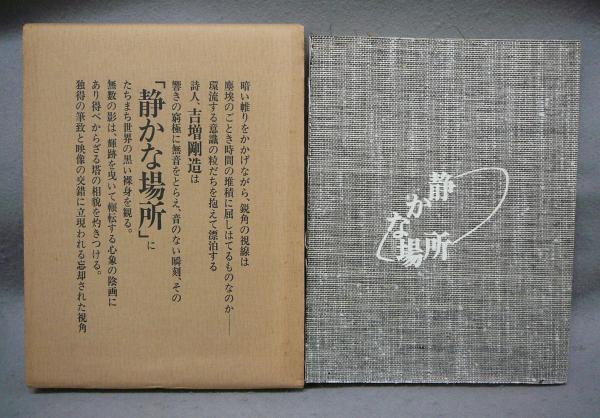 暗い帷りをかかげながら、鋭角の視線は
塵埃のごとき時間の堆積に屈しはてるものなのか──
環流する意識の粒だちを抱えて漂泊する
詩人、吉増剛造は
響きの窮極に無音をとらえ、音のない瞬刻、その
「静かな場所」に
たちまち世界の黒い裸身を観る。
無数の影は、輝跡を曳いて輾転する心象の陰画に
あり得べからざる塔の相貌を灼きつける。
独得の筆致と映像の交錯に立現われる忘却された視角
静かな場所